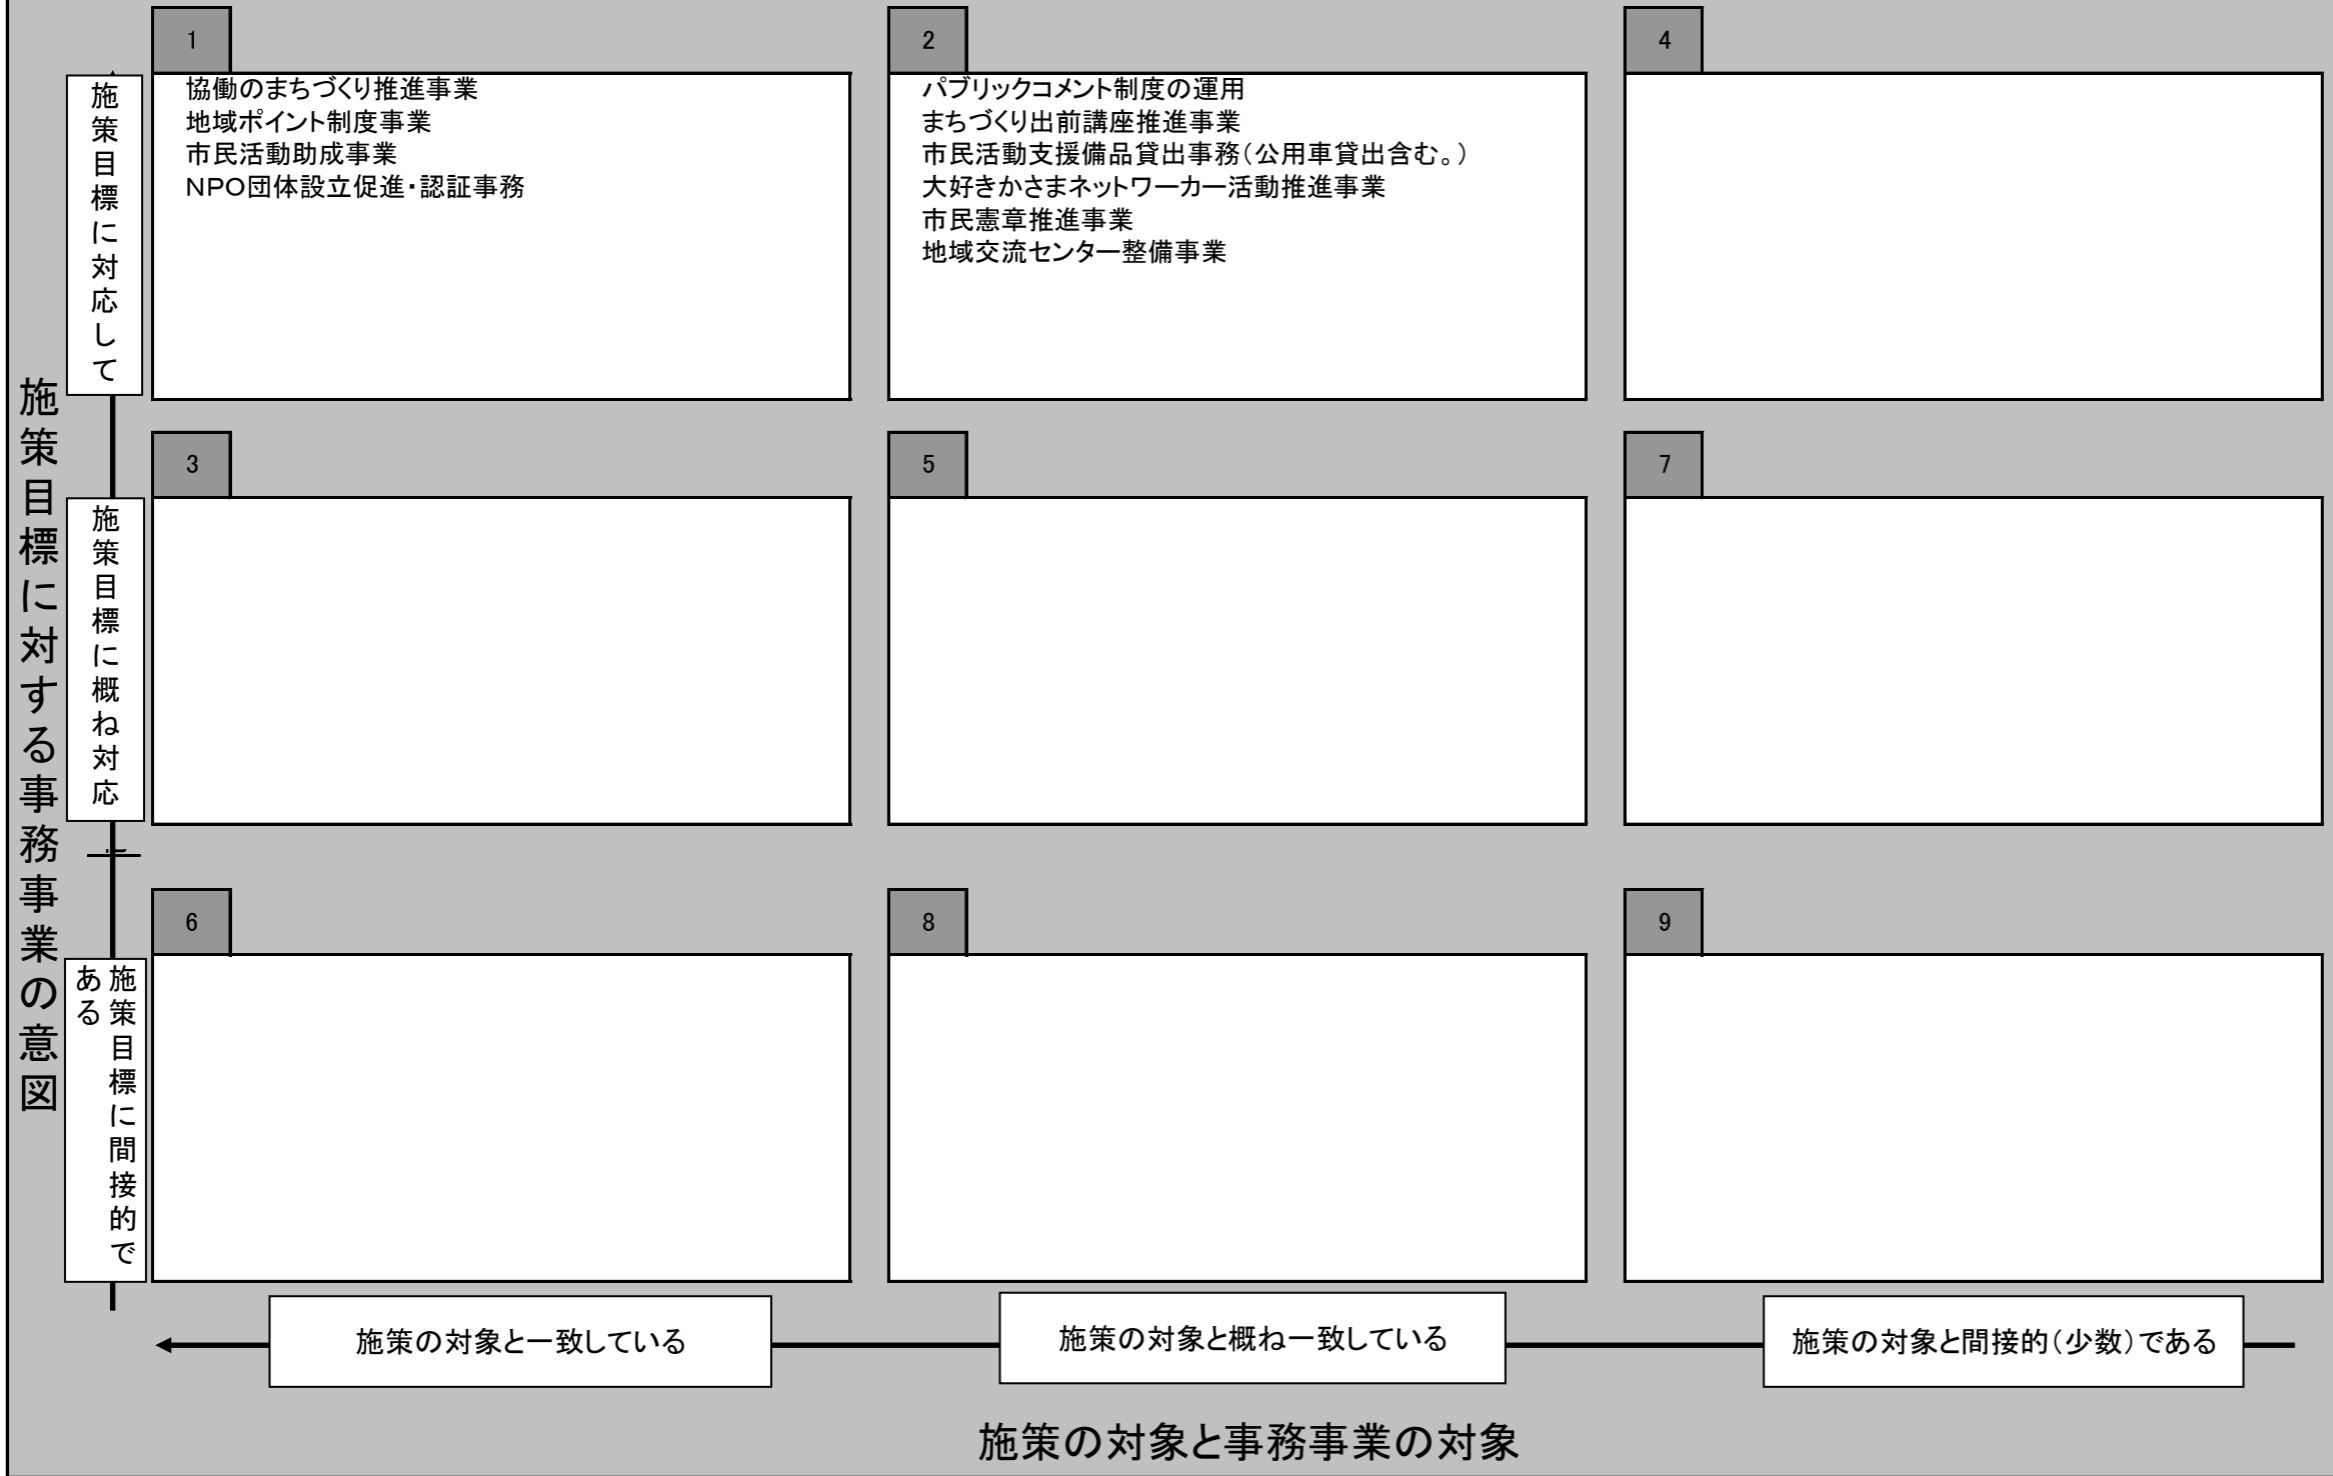 施策目標に対する事務事業の意図
施策目標に対応して
1
協働のまちづくり推進事業
地域ポイント制度事業
市民活動助成事業
NPO団体設立促進・認証事務
2
パブリックコメント制度の運用
まちづくり出前講座推進事業
市民活動支援備品貸出事務(公用車貸出含む。)
大好きかさまネットワーカー活動推進事業
市民憲章推進事業
地域交流センター整備事業
4
施策目標に概ね対応
3
5
7
施策目標に間接的で
ある
6
8
9
施策の対象と一致している
施策の対象と概ね一致している
施策の対象と間接的(少数)である
施策の対象と事務事業の対象